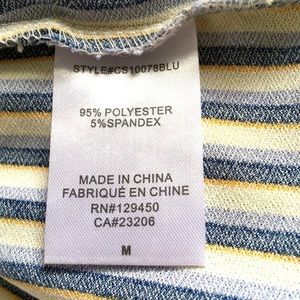 STYLE#CS10078BLU
95% POLYESTER
5%SPANDEX
MADE IN CHINA
FABRIQUÉ EN CHINE
RN#129450
CA#23206
M